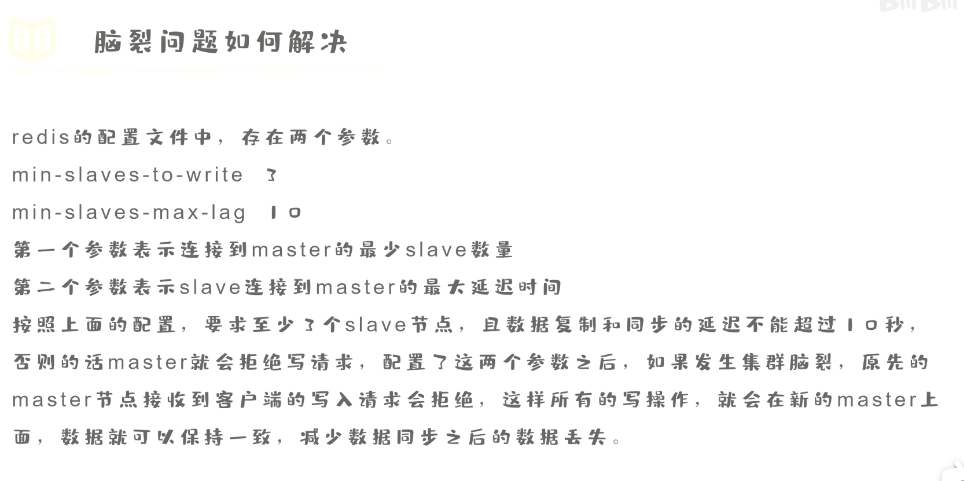 脑裂问题如何解决
redis的配置文件中，存在两个参数。
min-slaves-to-write 3
min-slaves-max-lag 10
第一个参数表示连接到master的最少slave数量
第二个参数表示slave连接到master的最大延迟时间
按照上面的配置，要求至少3个slave节点，且数据复制和同步的延迟不能超过10秒，
否则的话master就会拒绝写请求，配置了这两个参数之后，如果发生集群脑裂，原先的
master节点接收到客户端的写入请求会拒绝，这样所有的写操作，就会在新的master上
面，数据就可以保持一致，减少数据同步之后的数据丢失。